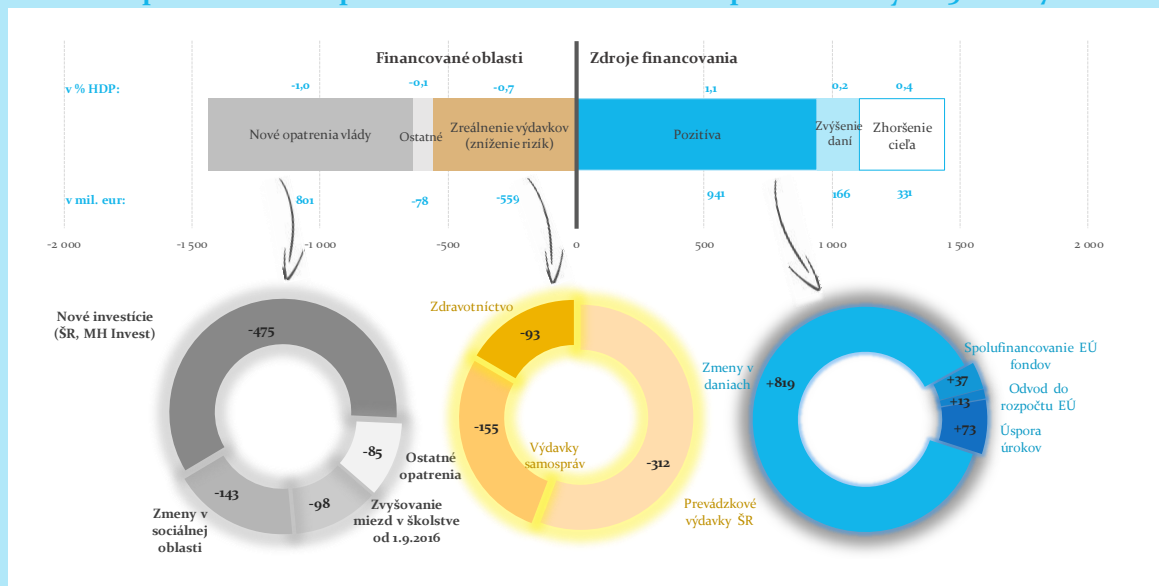 Financované oblasti
Zdroje financovania
v % HDP:
-1,0
-0,1
-0,7
1,1
0,2
0,4
Nové opatrenia vlády
Ostatné
Zreálnenie výdavkov
(zníženie rizík)
Pozitíva
Zvýšenie
daní
Zhoršenie
cieľa
v mil. eur:
801
-78
-559
941
166
331
-2 000
-1 500
-1 000
-500
0
500
1 000
1 500
2 000
Nové investície
(ŠR, MH Invest)
-475
-85
Ostatné
opatrenia
-98
Zvyšovanie
miezd v školstve
od 1.9.2016
-143
Zmeny v
sociálnej
oblasti
Zdravotníctvo
-93
-155
Výdavky
samospráv
-312
Prevádzkové
výdavky ŠR
Zmeny v
daniach
+819
Spolufinancovanie EÚ
fondov
+37
Odvod do
rozpočtu EÚ
+13
Úspora
úrokov
+73